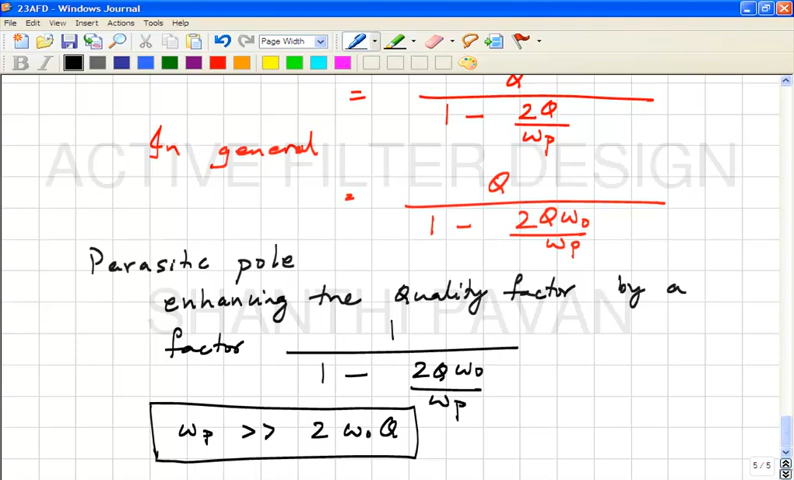 23AFD - Windows Journal
File Edit View Insert Actions Tools Help
Page Width
B I
= Q / (1 - 2Q/ωp)
In general
= Q / (1 - 2Qω0/ωp)
ACTIVE FILTER DESIGN
Parasitic pole
enhancing the Quality factor by a
factor 1 / (1 - 2Qω0/ωp)
SHANTHI PAVAN
ωp >> 2 ω0 Q
5 / 5